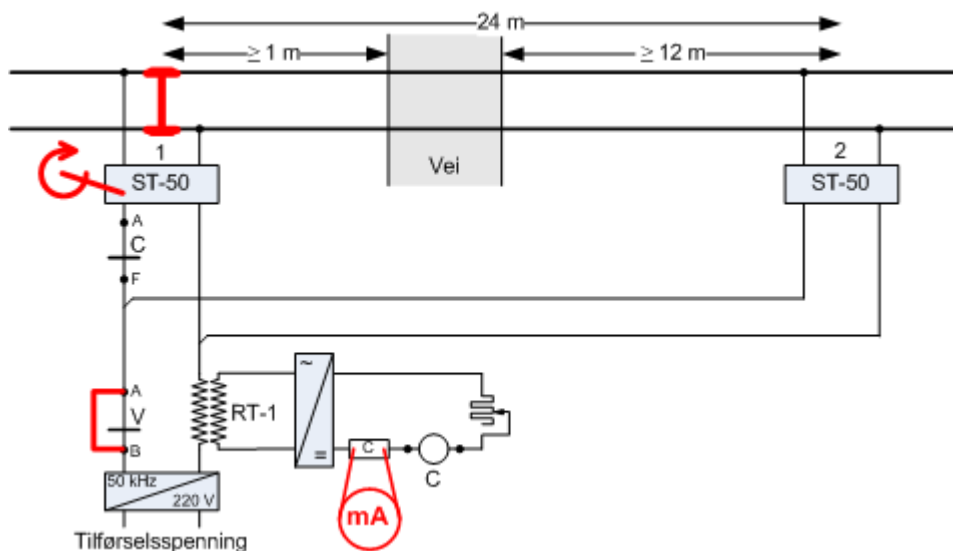 24 m
≥ 1 m
≥ 12 m
1
2
ST-50
Vei
ST-50
A
C
F
A
V
B
RT-1
~
=
C
C
mA
50 kHz
220 V
Tilførselsspenning